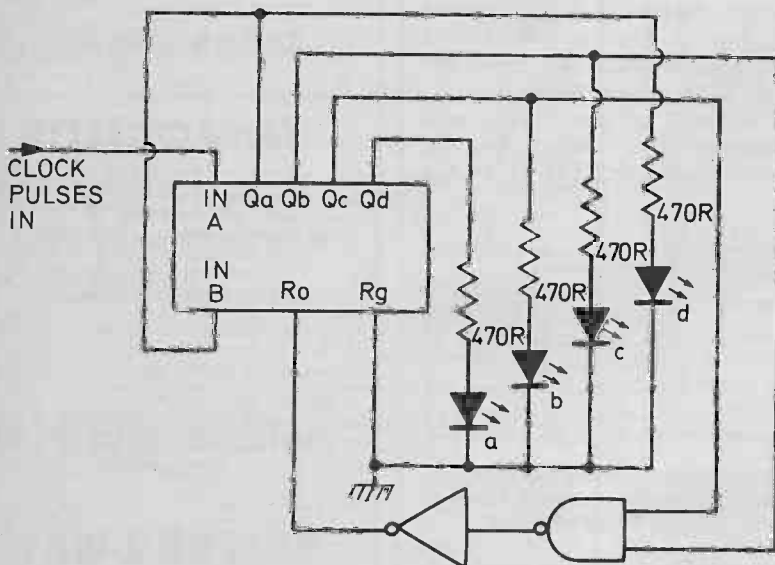 CLOCK
PULSES
IN
IN
A
Qa
Qb
Qc
Qd
IN
B
Ro
Rg
470R
470R
470R
470R
a
b
c
d